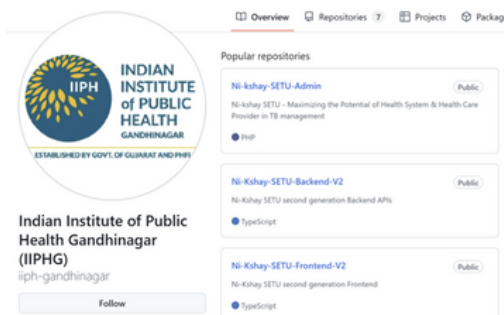 Overview
Repositories 7
Projects
Packag
IIPH
INDIAN
INSTITUTE
of PUBLIC
HEALTH
GANDHINAGAR
ESTABLISHED BY GOVT. OF GUJARAT AND PHFI
Indian Institute of Public
Health Gandhinagar
(IIPHG)
iiph-gandhinagar
Follow
Popular repositories
Ni-kshay-SETU-Admin
Public
Ni-kshay SETU - Maximizing the Potential of Health System & Health Care
Provider in TB management
PHP
Ni-Kshay-SETU-Backend-V2
Public
Ni-Kshay SETU second generation Backend APIs
TypeScript
Ni-Kshay-SETU-Frontend-V2
Public
Ni-Kshay SETU second generation Frontend
TypeScript